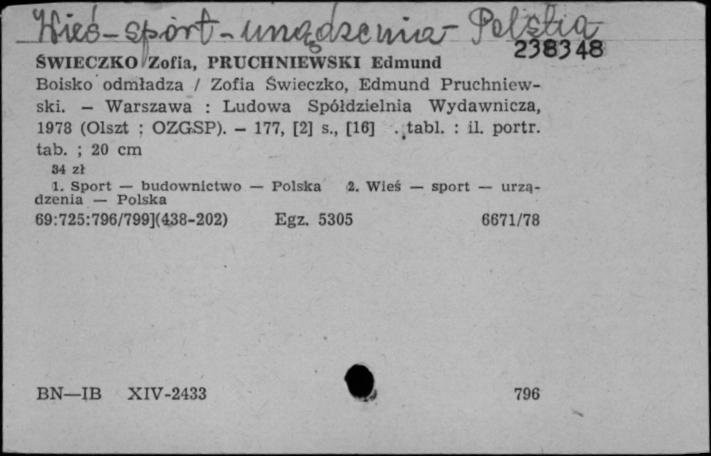 Wieś - sport - urządzenia - Polska
238348
ŚWIECZKO Zofia, PRUCHNIEWSKI Edmund
Boisko odmładza / Zofia Świeczko, Edmund Pruchniew-
ski. — Warszawa : Ludowa Spółdzielnia Wydawnicza,
1978 (Olszt : OZGSP). — 177, [2] s., [16] . tabl. : il. portr.
tab. ; 20 cm
34 zł
1. Sport — budownictwo — Polska 2. Wieś — sport — urzą-
dzenia — Polska
69:725:796/799](438-202) Egz. 5305 6671/78
BN—IB XIV-2433 796